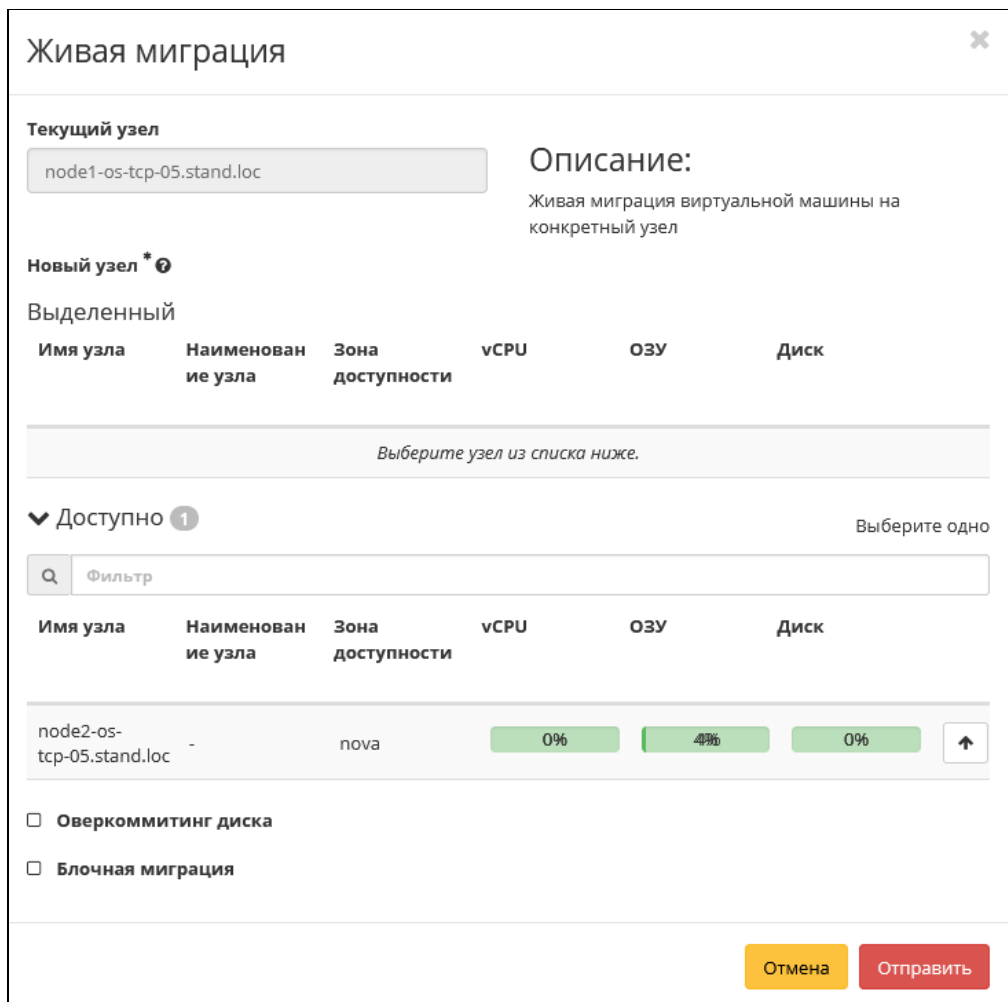 Живая миграция
Текущий узел
node1-os-tcp-05.stand.loc
Описание:
Живая миграция виртуальной машины на
конкретный узел
Новый узел *
Выделенный
Имя узла Наименован Зона vCPU ОЗУ Диск
ие узла доступности
Выберите узел из списка ниже.
Доступно 1
Выберите одно
Фильтр
Имя узла Наименован Зона vCPU ОЗУ Диск
ие узла доступности
node2-os-
tcp-05.stand.loc - nova 0% 0%
Оверкоммитинг диска
Блочная миграция
Отмена Отправить